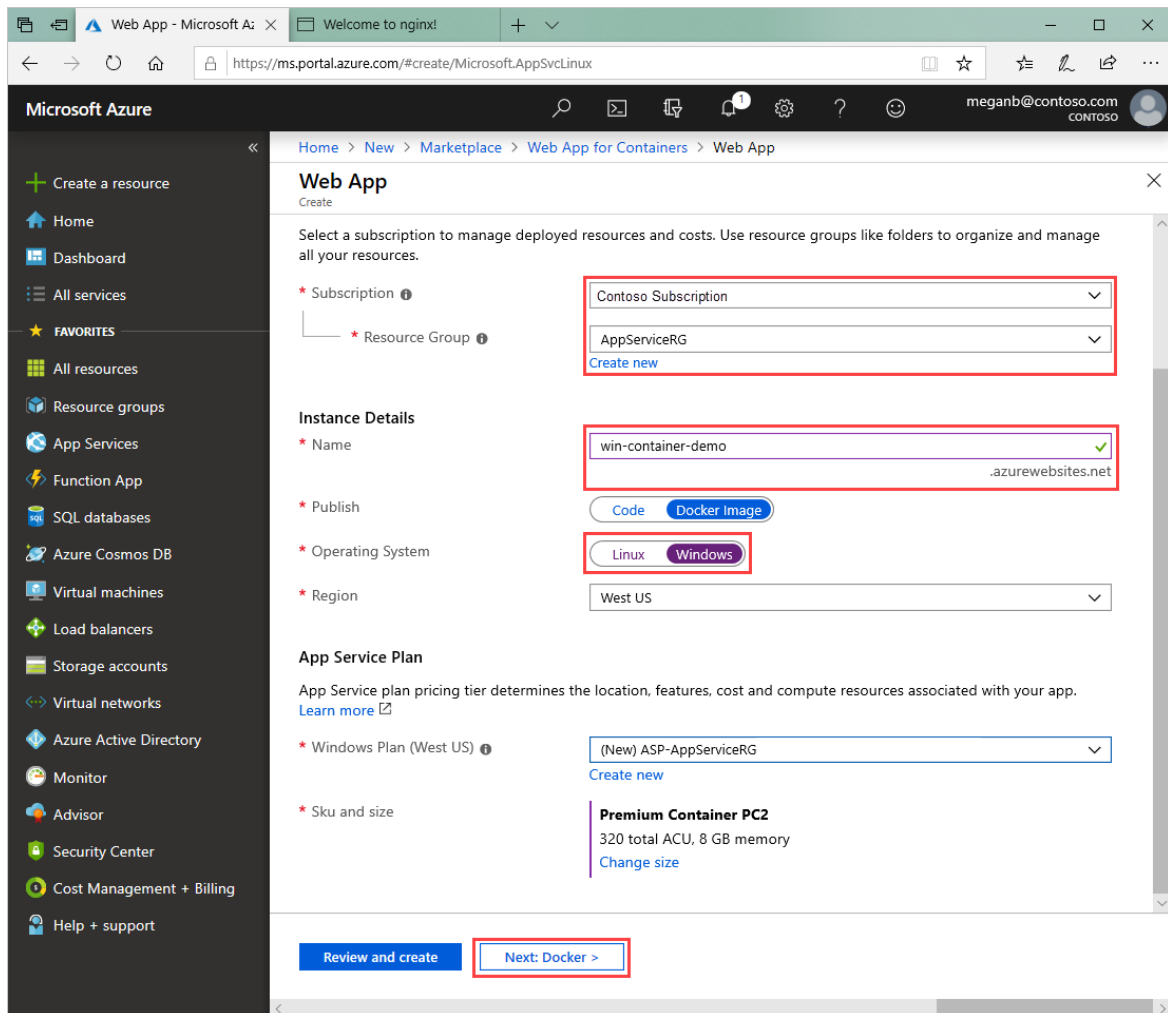 Web App - Microsoft Az
Welcome to nginx!
https://ms.portal.azure.com/#create/Microsoft.AppSvcLinux
Microsoft Azure
1
meganb@contoso.com
CONTOSO
Create a resource
Home
Dashboard
All services
FAVORITES
All resources
Resource groups
App Services
Function App
SQL databases
Azure Cosmos DB
Virtual machines
Load balancers
Storage accounts
Virtual networks
Azure Active Directory
Monitor
Advisor
Security Center
Cost Management + Billing
Help + support
Home > New > Marketplace > Web App for Containers > Web App
Web App
Create
Select a subscription to manage deployed resources and costs. Use resource groups like folders to organize and manage
all your resources.
* Subscription
Contoso Subscription
* Resource Group
AppServiceRG
Create new
Instance Details
* Name
win-container-demo
.azurewebsites.net
* Publish
Code Docker Image
* Operating System
Linux Windows
* Region
West US
App Service Plan
App Service plan pricing tier determines the location, features, cost and compute resources associated with your app.
Learn more
* Windows Plan (West US)
(New) ASP-AppServiceRG
Create new
* Sku and size
Premium Container PC2
320 total ACU, 8 GB memory
Change size
Review and create
Next: Docker >